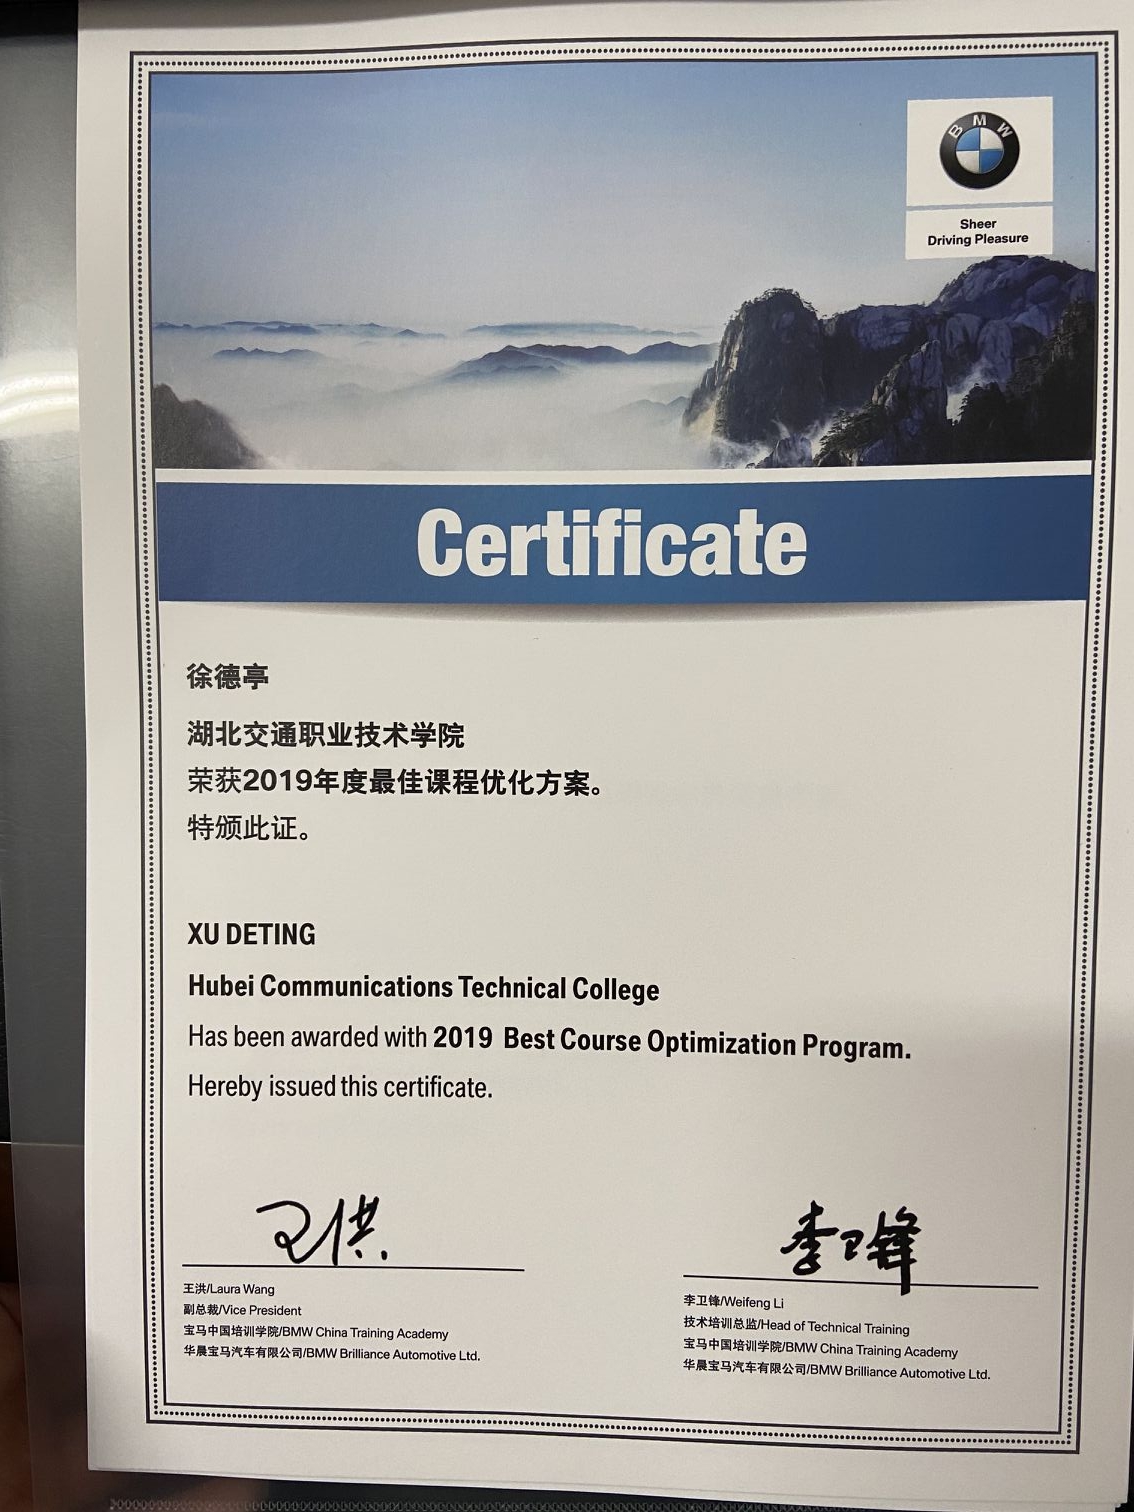 BMW
Sheer
Driving Pleasure
Certificate
徐德亭
湖北交通职业技术学院
荣获2019年度最佳课程优化方案。
特颁此证。
XU DETING
Hubei Communications Technical College
Has been awarded with 2019 Best Course Optimization Program.
Hereby issued this certificate.
王洪
李卫锋
王洪/Laura Wang
副总裁/Vice President
宝马中国培训学院/BMW China Training Academy
华晨宝马汽车有限公司/BMW Brilliance Automotive Ltd.
李卫锋/Weifeng Li
技术培训总监/Head of Technical Training
宝马中国培训学院/BMW China Training Academy
华晨宝马汽车有限公司/BMW Brilliance Automotive Ltd.